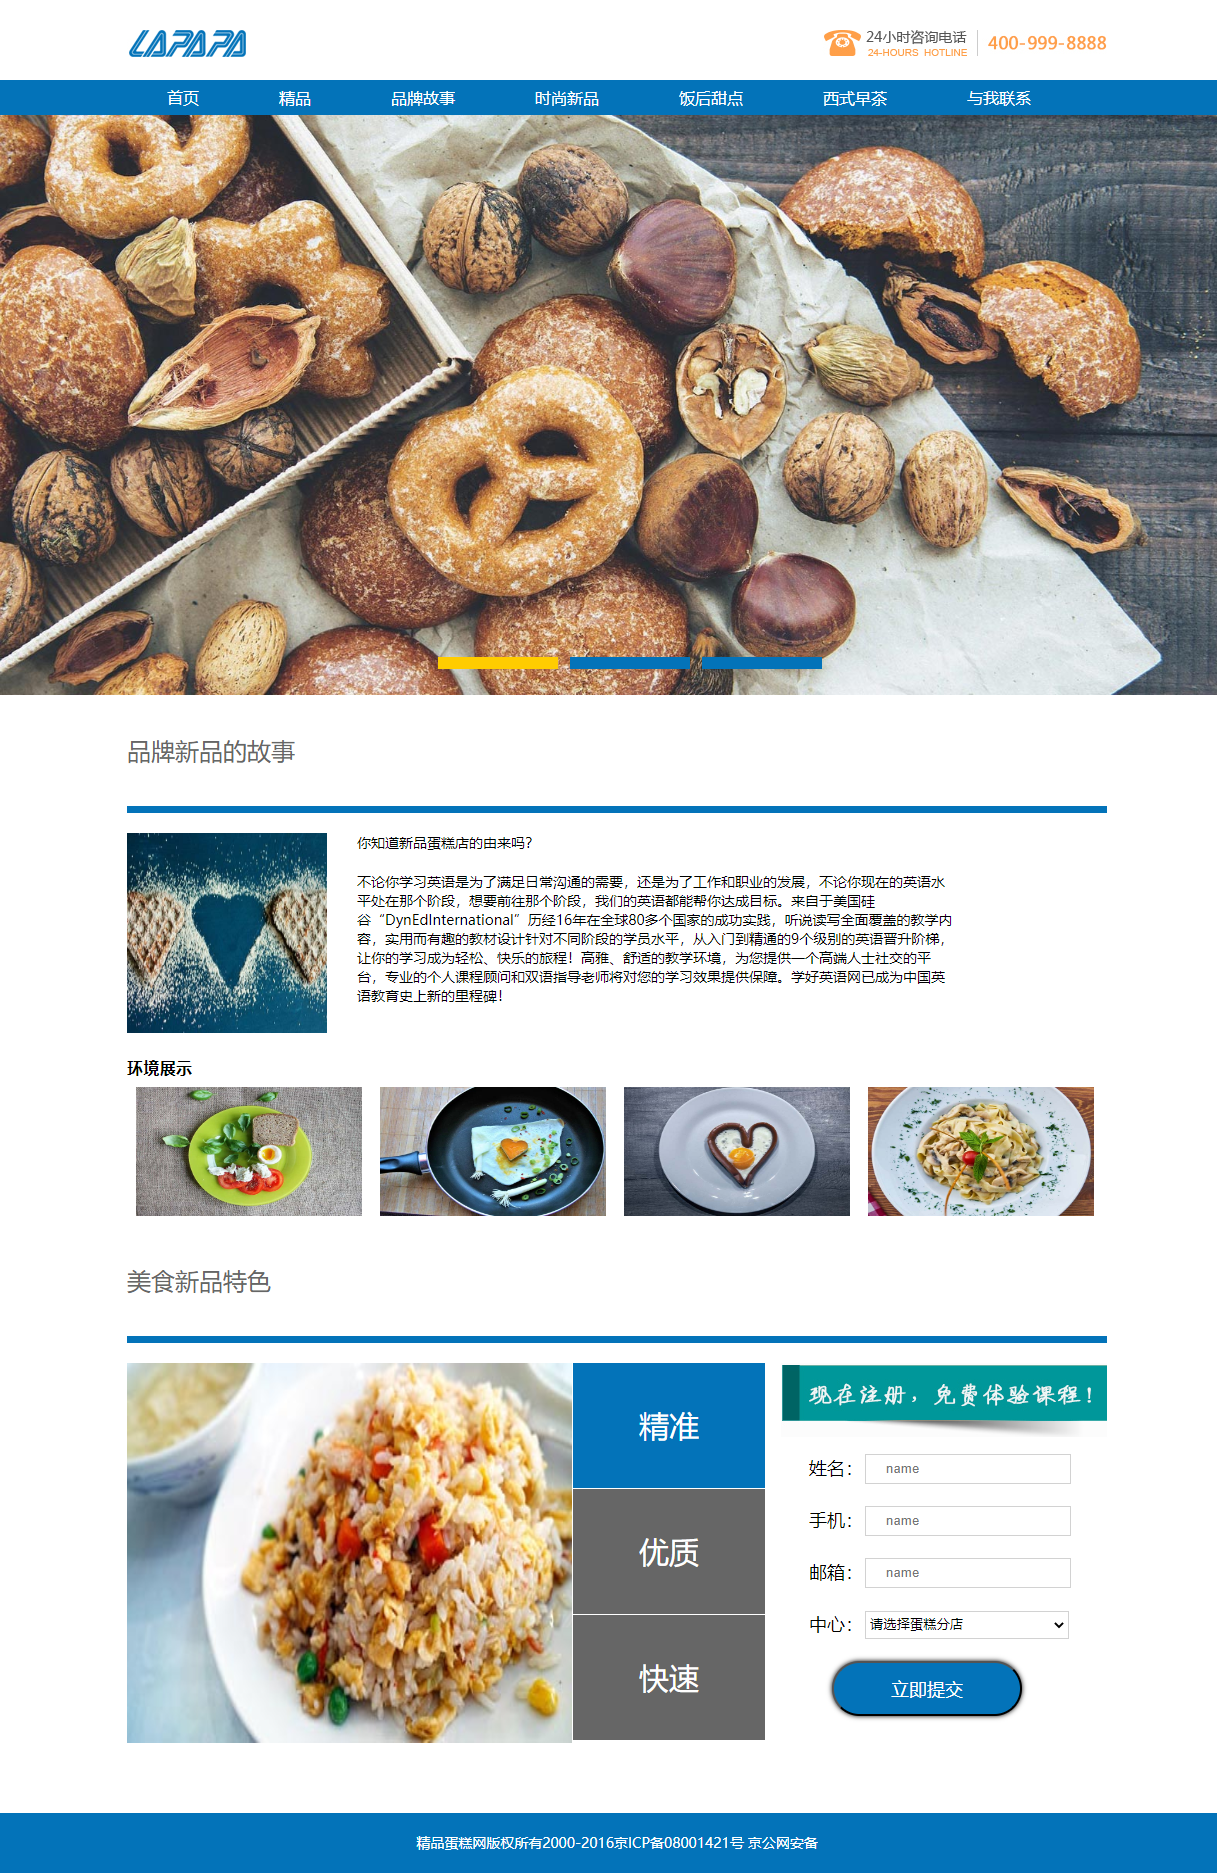 LAPAPA
24小时咨询电话
24-HOURS HOTLINE
400-999-8888
首页 精品 品牌故事 时尚新品 饭后甜点 西式早茶 与我联系
品牌新品的故事
你知道新品蛋糕店的由来吗？
不论你学习英语是为了满足日常沟通的需要，还是为了工作和职业的发展，不论你现在的英语水
平处在那个阶段，想要前往那个阶段，我们的英语都能帮你达成目标。来自于美国硅
谷“DynEdInternational”历经16年在全球80多个国家的成功实践，听说读写全面覆盖的教学内
容，实用而有趣的教材设计针对不同阶段的学员水平，从入门到精通的9个级别的英语晋升阶梯，
让你的学习成为轻松、快乐的旅程！高雅、舒适的教学环境，为您提供一个高端人士社交的平
台，专业的个人课程顾问和双语指导老师将对您的学习效果提供保障。学好英语网已成为中国英
语教育史上新的里程碑！
环境展示
美食新品特色
精准
优质
快速
现在注册，免费体验课程！
姓名： name
手机： name
邮箱： name
中心： 请选择蛋糕分店
立即提交
精品蛋糕网版权所有2000-2016京ICP备08001421号 京公网安备